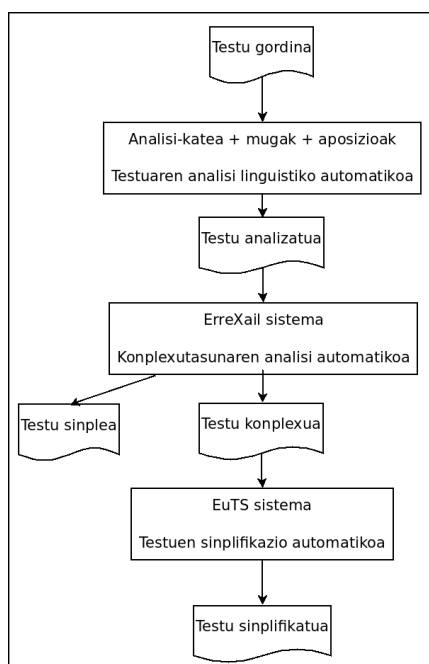 Testu gordina
Analisi-katea + mugak + aposizioak
Testuaren analisi linguistiko automatikoa
Testu analizatua
ErreXail sistema
Konplexutasunaren analisi automatikoa
Testu sinplea
Testu konplexua
EuTS sistema
Testuen sinplifikazio automatikoa
Testu sinplifikatua